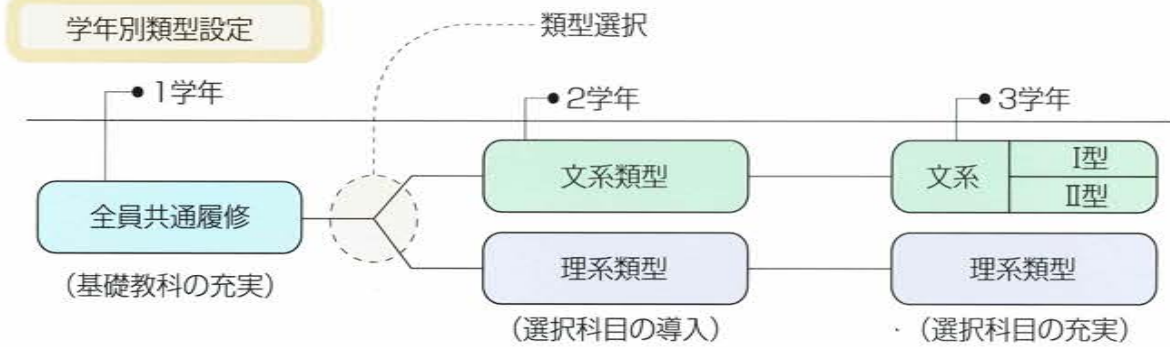 学年別類型設定
類型選択
1学年
2学年
3学年
全員共通履修
(基礎教科の充実)
文系類型
理系類型
(選択科目の導入)
文系
Ⅰ型
Ⅱ型
理系類型
(選択科目の充実)